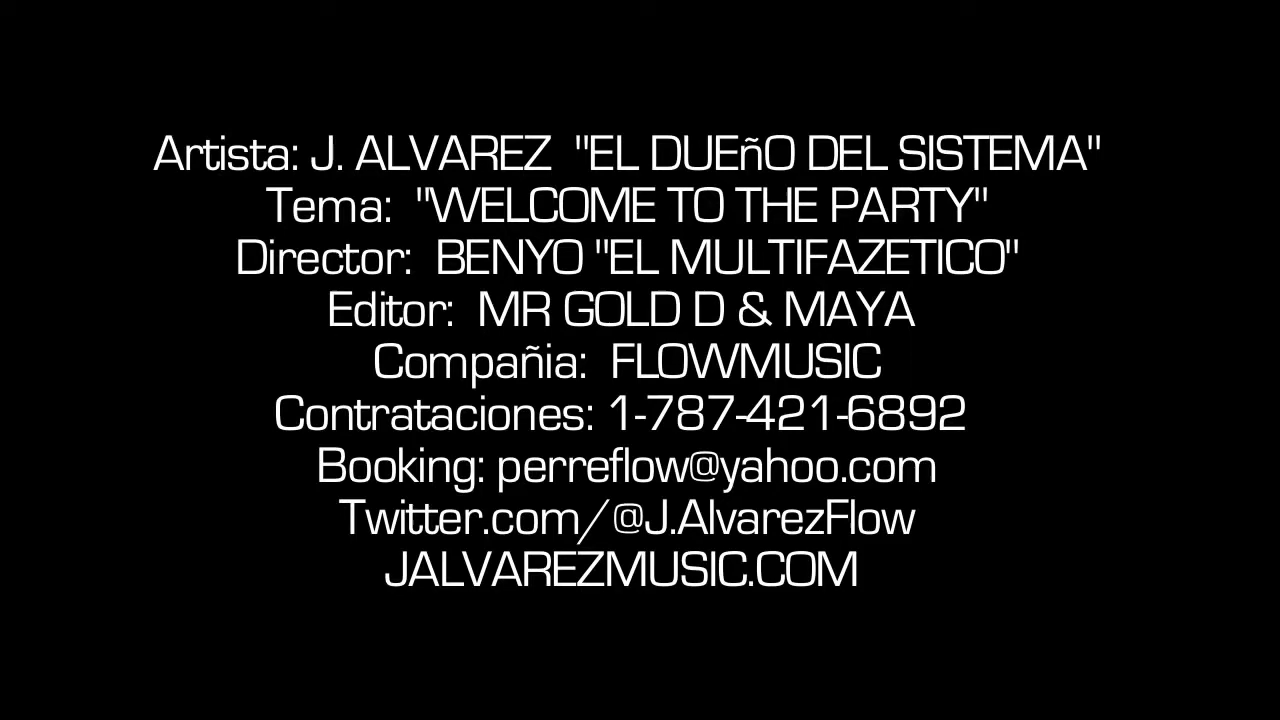 Artista: J. ALVAREZ "EL DUEñO DEL SISTEMA"
Tema: "WELCOME TO THE PARTY"
Director: BENYO "EL MULTIFAZETICO"
Editor: MR GOLD D & MAYA
Compañia: FLOWMUSIC
Contrataciones: 1-787-421-6892
Booking: perreflow@yahoo.com
Twitter.com/@J.AlvarezFlow
JALVAREZMUSIC.COM